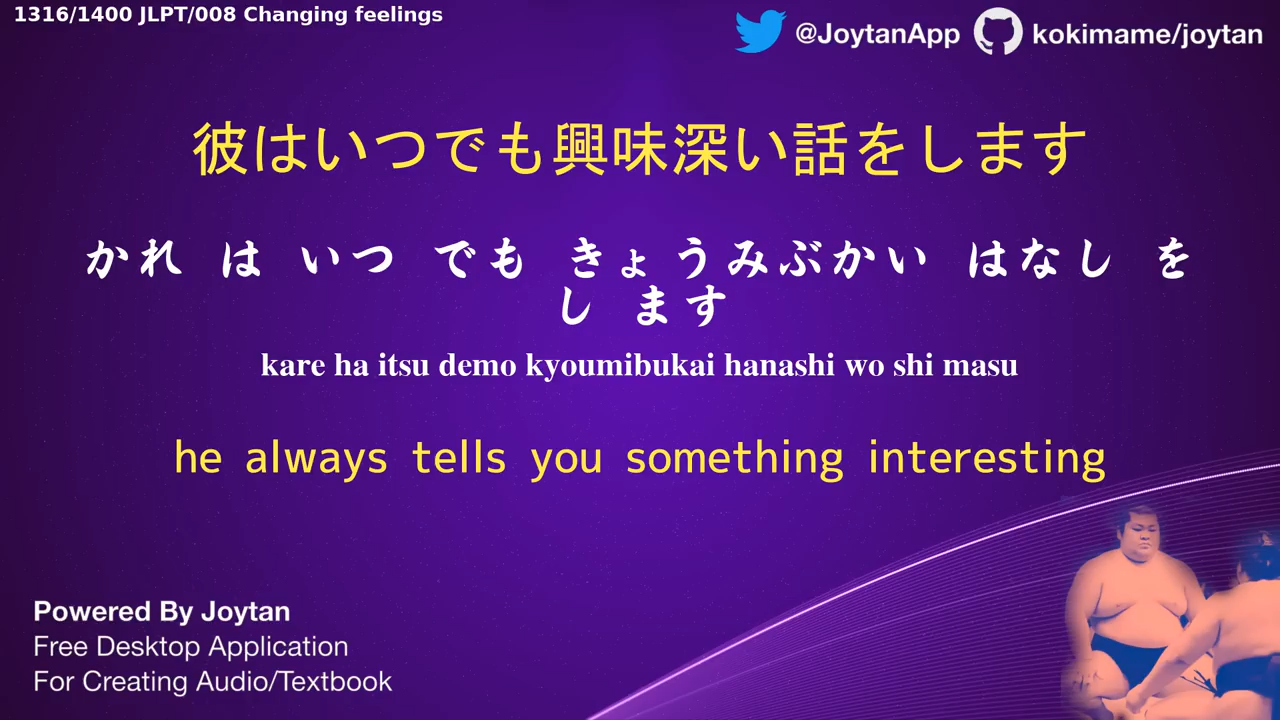 1316/1400 JLPT/008 Changing feelings
@JoytanApp kokimame/joytan
彼はいつでも興味深い話をします
かれ は いつ でも きょうみぶかい はなし を
し ます
kare ha itsu demo kyoumibukai hanashi wo shi masu
he always tells you something interesting
Powered By Joytan
Free Desktop Application
For Creating Audio/Textbook